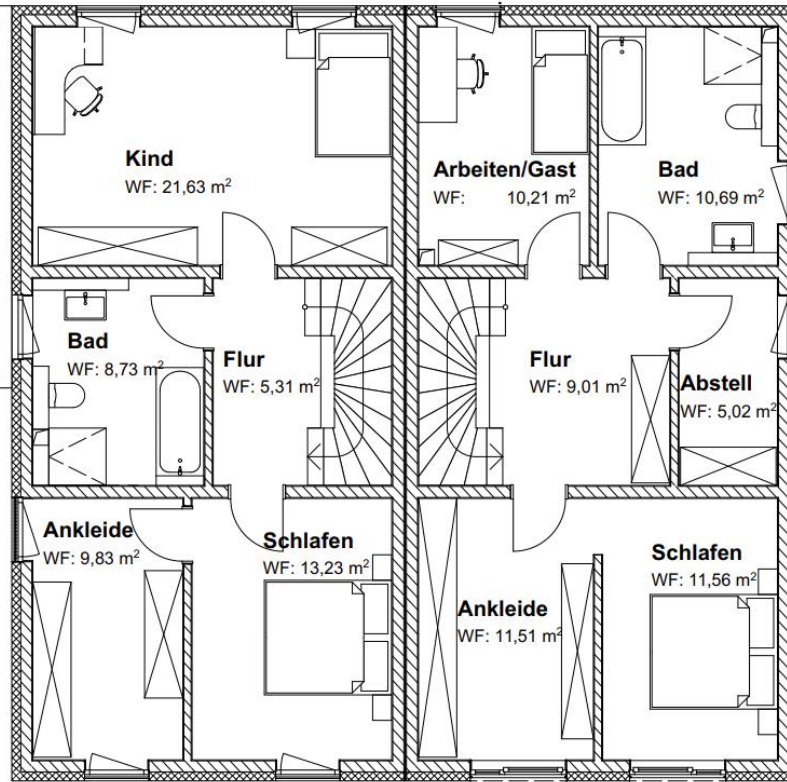 Kind
WF: 21,63 m²
Arbeiten/Gast
WF: 10,21 m²
Bad
WF: 10,69 m²
Bad
WF: 8,73 m²
Flur
WF: 5,31 m²
Flur
WF: 9,01 m²
Abstell
WF: 5,02 m²
Ankleide
WF: 9,83 m²
Schlafen
WF: 13,23 m²
Ankleide
WF: 11,51 m²
Schlafen
WF: 11,56 m²